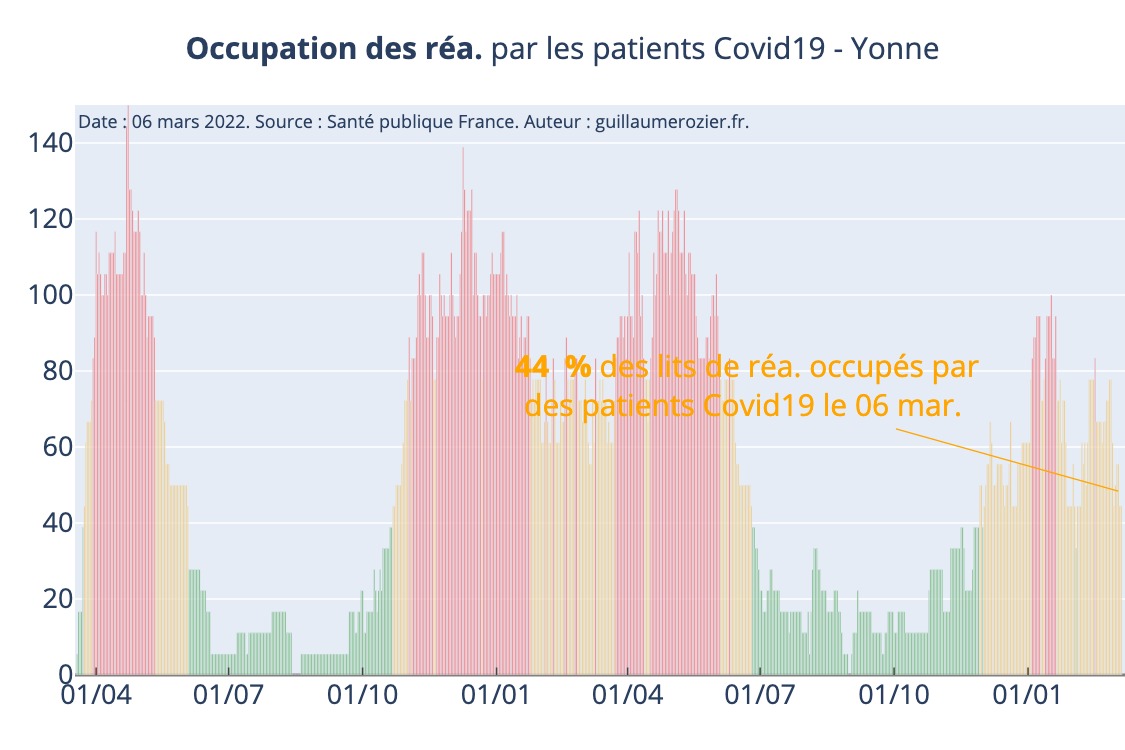 Occupation des réa. par les patients Covid19 - Yonne
Date : 06 mars 2022. Source : Santé publique France. Auteur : guillaumerozier.fr.
140
120
100
80
60
40
20
0
44 % des lits de réa. occupés par
des patients Covid19 le 06 mar.
01/04 01/07 01/10 01/01 01/04 01/07 01/10 01/01